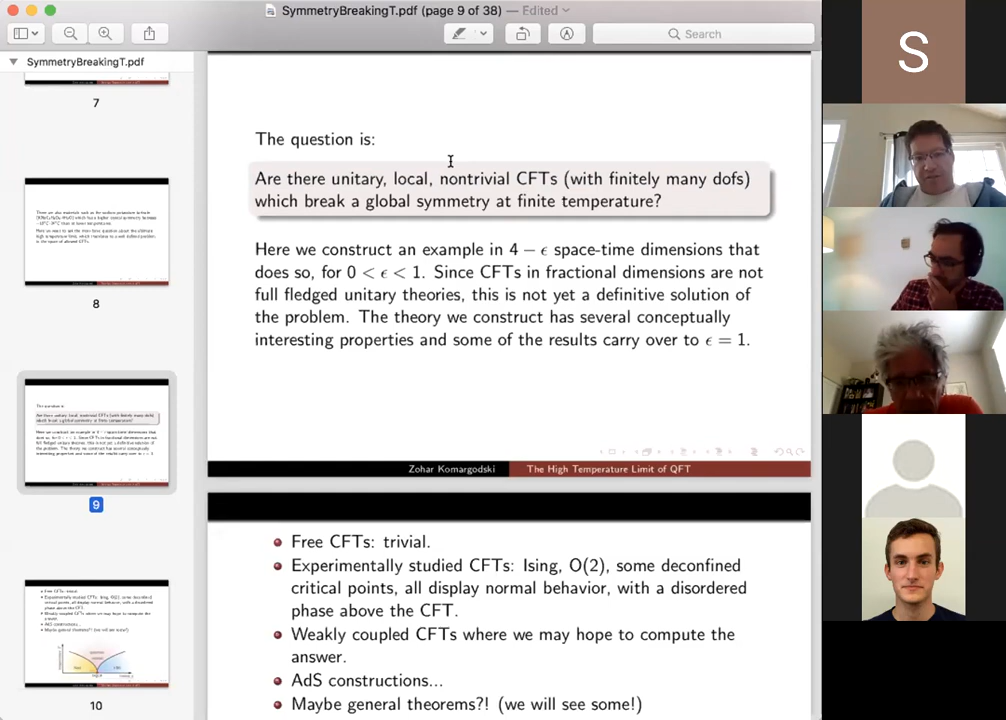 SymmetryBreakingT.pdf (page 9 of 38) — Edited
Search
SymmetryBreakingT.pdf
7
8
9
10
The question is:
Are there unitary, local, nontrivial CFTs (with finitely many dofs)
which break a global symmetry at finite temperature?
Here we construct an example in 4 − ϵ space-time dimensions that
does so, for 0 < ϵ < 1. Since CFTs in fractional dimensions are not
full fledged unitary theories, this is not yet a definitive solution of
the problem. The theory we construct has several conceptually
interesting properties and some of the results carry over to ϵ = 1.
Zohar Komargodski The High Temperature Limit of QFT
Free CFTs: trivial.
Experimentally studied CFTs: Ising, O(2), some deconfined
critical points, all display normal behavior, with a disordered
phase above the CFT.
Weakly coupled CFTs where we may hope to compute the
answer.
AdS constructions...
Maybe general theorems?! (we will see some!)
S